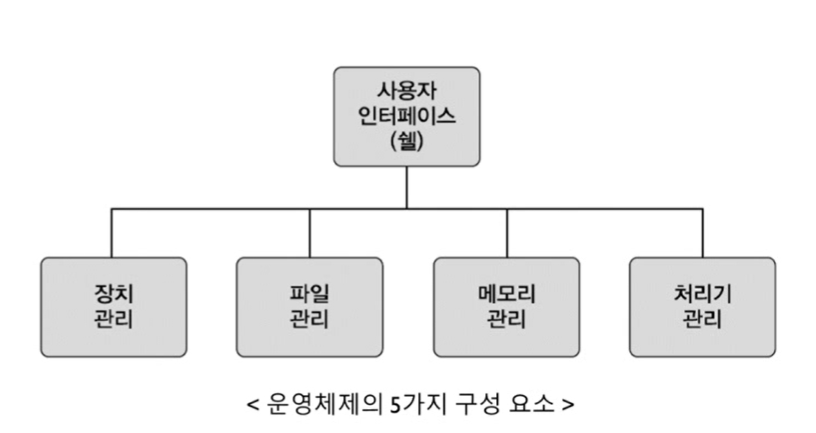 사용자
인터페이스
(쉘)
장치
관리
파일
관리
메모리
관리
처리기
관리
< 운영체제의 5가지 구성 요소 >